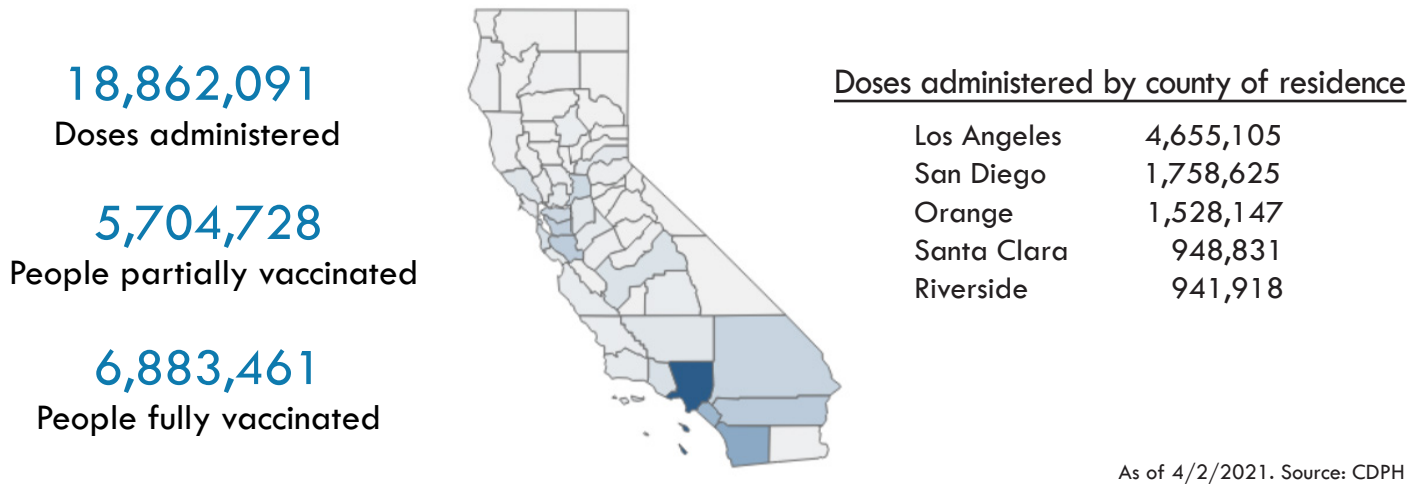 18,862,091
Doses administered
5,704,728
People partially vaccinated
6,883,461
People fully vaccinated
Doses administered by county of residence
Los Angeles 4,655,105
San Diego 1,758,625
Orange 1,528,147
Santa Clara 948,831
Riverside 941,918
As of 4/2/2021. Source: CDPH